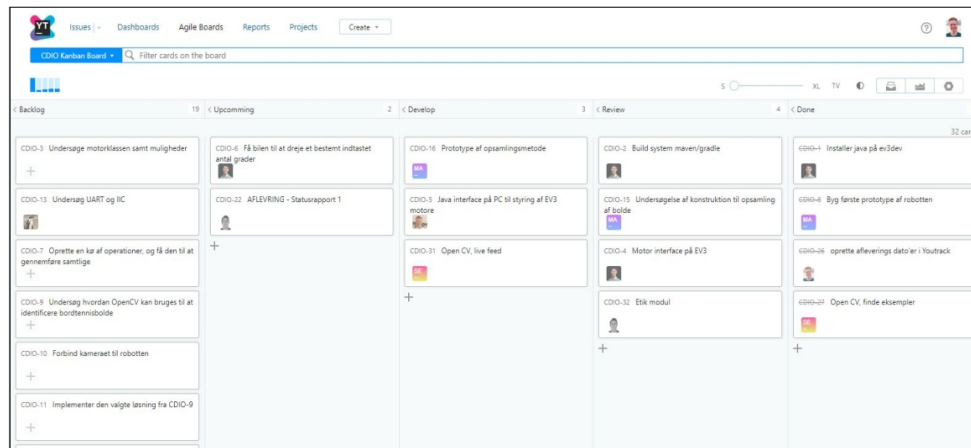 YT
Issues
Dashboards
Agile Boards
Reports
Projects
Create
CDIO Kanban Board
Filter cards on the board
S
XL
TV
Backlog
19
Upcomming
2
Develop
3
Review
4
Done
32 car
CDIO-3 Undersøge motorklassen samt muligheder
CDIO-13 Undersøg UART og IIC
CDIO-7 Oprette en kø af operationer, og få den til at
gennemføre samtlige
CDIO-9 Undersøg hvordan OpenCV kan bruges til at
identificere bordtennisbolde
CDIO-10 Forbind kameraet til robotten
CDIO-11 Implementer den valgte løsning fra CDIO-9
CDIO-6 Få bilen til at dreje et bestemt indtastet
antal grader
CDIO-22 AFLEVRING - Statusrapport 1
CDIO-16 Prototype af opsamlingsmetode
MA
CDIO-5 Java interface på PC til styring af EV3
motore
CDIO-31 Open CV, live feed
SE
CDIO-2 Build system maven/gradle
CDIO-15 Undersøgelse af konstruktion til opsamling
af bolde
MA
CDIO-4 Motor interface på EV3
CDIO-32 Etik modul
CDIO-1 Installer java på ev3dev
CDIO-8 Byg første prototype af robotten
MA
CDIO-26 oprette afleverings dato'er i Youtrack
CDIO-27 Open CV, finde eksempler
SE